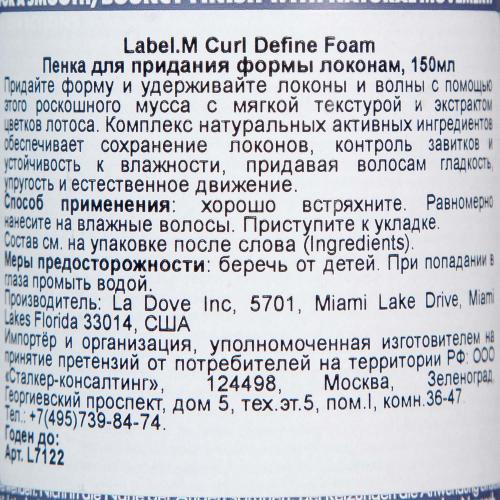 SMOOTH, BOUNCY FINISH WITH NATURAL MOVEMENT
Label.M Curl Define Foam
Пенка для придания формы локонам, 150мл
Придайте форму и удерживайте локоны и волны с помощью
этого роскошного мусса с мягкой текстурой и экстрактом
цветков лотоса. Комплекс натуральных активных ингредиентов
обеспечивает сохранение локонов, контроль завитков и
устойчивость к влажности, придавая волосам гладкость,
упругость и естественное движение.
Способ применения: хорошо встряхните. Равномерно
нанесите на влажные волосы. Приступите к укладке.
Состав см. на упаковке после слова (Ingredients).
Меры предосторожности: беречь от детей. При попадании в
глаза промыть водой.
Производитель: La Dove Inc, 5701, Miami Lake Drive, Miami
Lakes Florida 33014, США
Импортёр и организация, уполномоченная изготовителем на
принятие претензий от потребителей на территории РФ: ООО
«Сталкер-консалтинг», 124498, Москва, Зеленоград,
Георгиевский проспект, дом 5, тех.эт.5, пом.I, комн.36-47.
Тел.: +7(495)739-84-74.
Годен до:
Арт. L7122